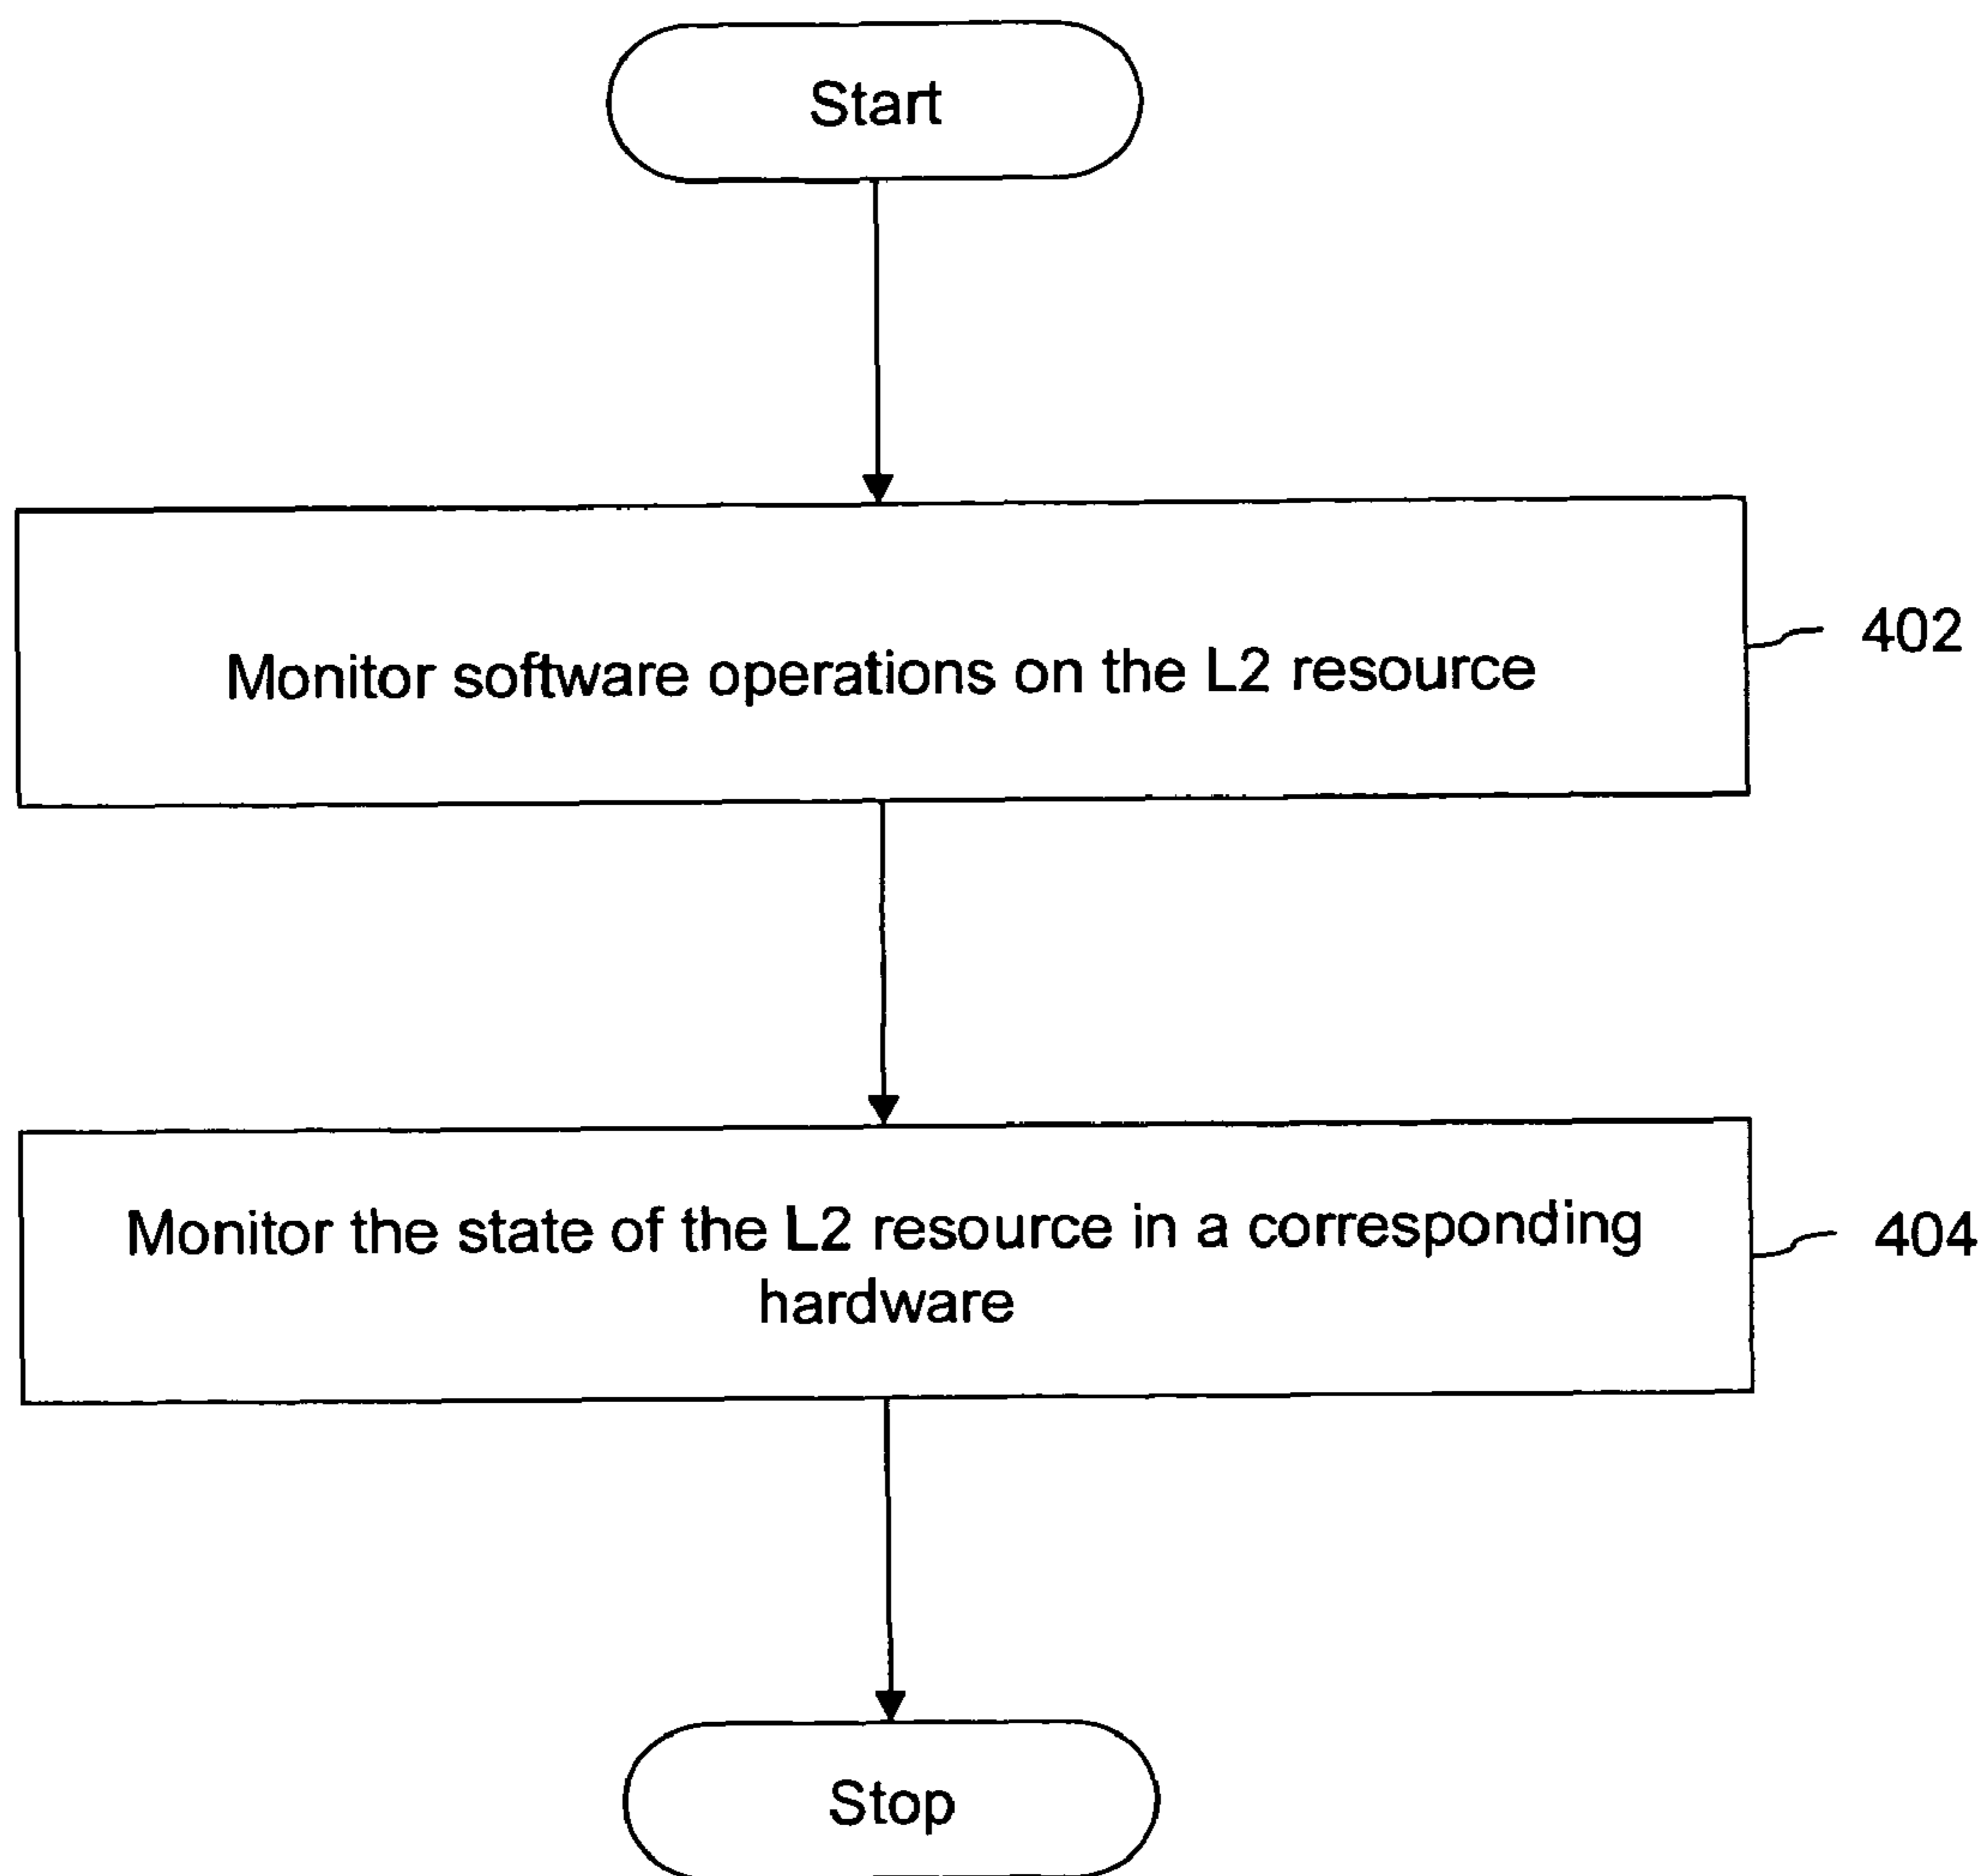 Start
Monitor software operations on the L2 resource
402
Monitor the state of the L2 resource in a corresponding
hardware
404
Stop